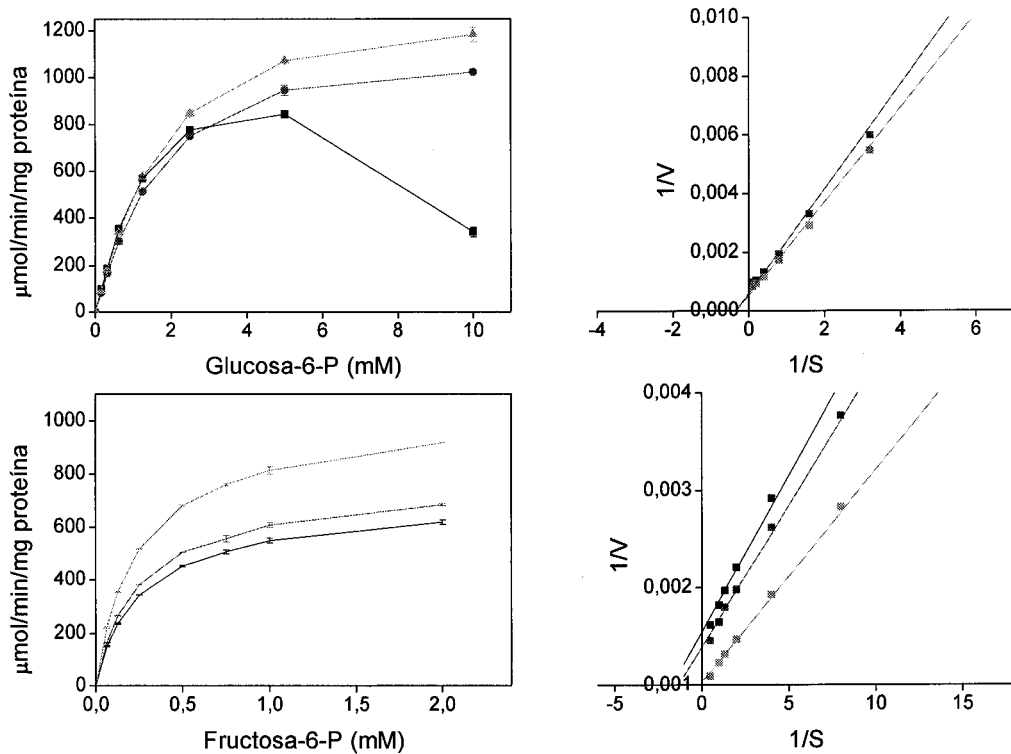 1200
1000
800
600
400
200
0
µmol/min/mg proteína
0 2 4 6 8 10
Glucosa-6-P (mM)
0,010
0,008
0,006
0,004
0,002
0,000
1/V
-4 -2 0 2 4 6
1/S
1000
800
600
400
200
0
µmol/min/mg proteína
0,0 0,5 1,0 1,5 2,0
Fructosa-6-P (mM)
0,004
0,003
0,002
0,001
1/V
-5 0 5 10 15
1/S